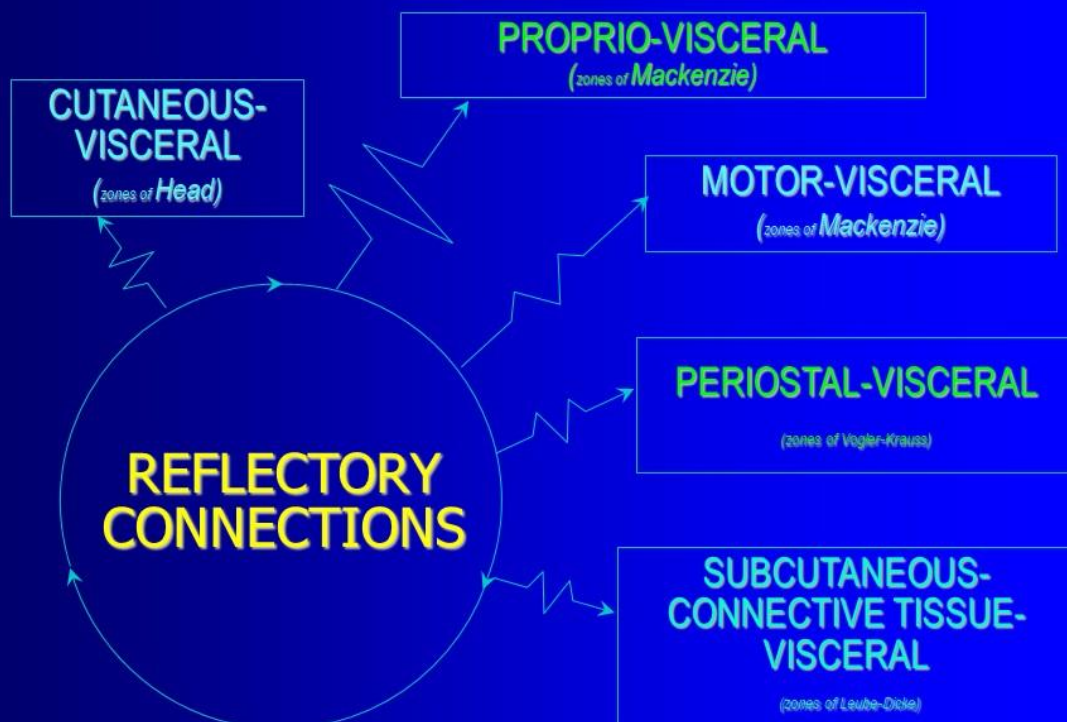 PROPRIO-VISCERAL
(zones of Mackenzie)
CUTANEOUS-
VISCERAL
(zones of Head)
MOTOR-VISCERAL
(zones of Mackenzie)
PERIOSTAL-VISCERAL
(zones of Vogler-Krauss)
REFLECTORY
CONNECTIONS
SUBCUTANEOUS-
CONNECTIVE TISSUE-
VISCERAL
(zones of Leube-Dicke)